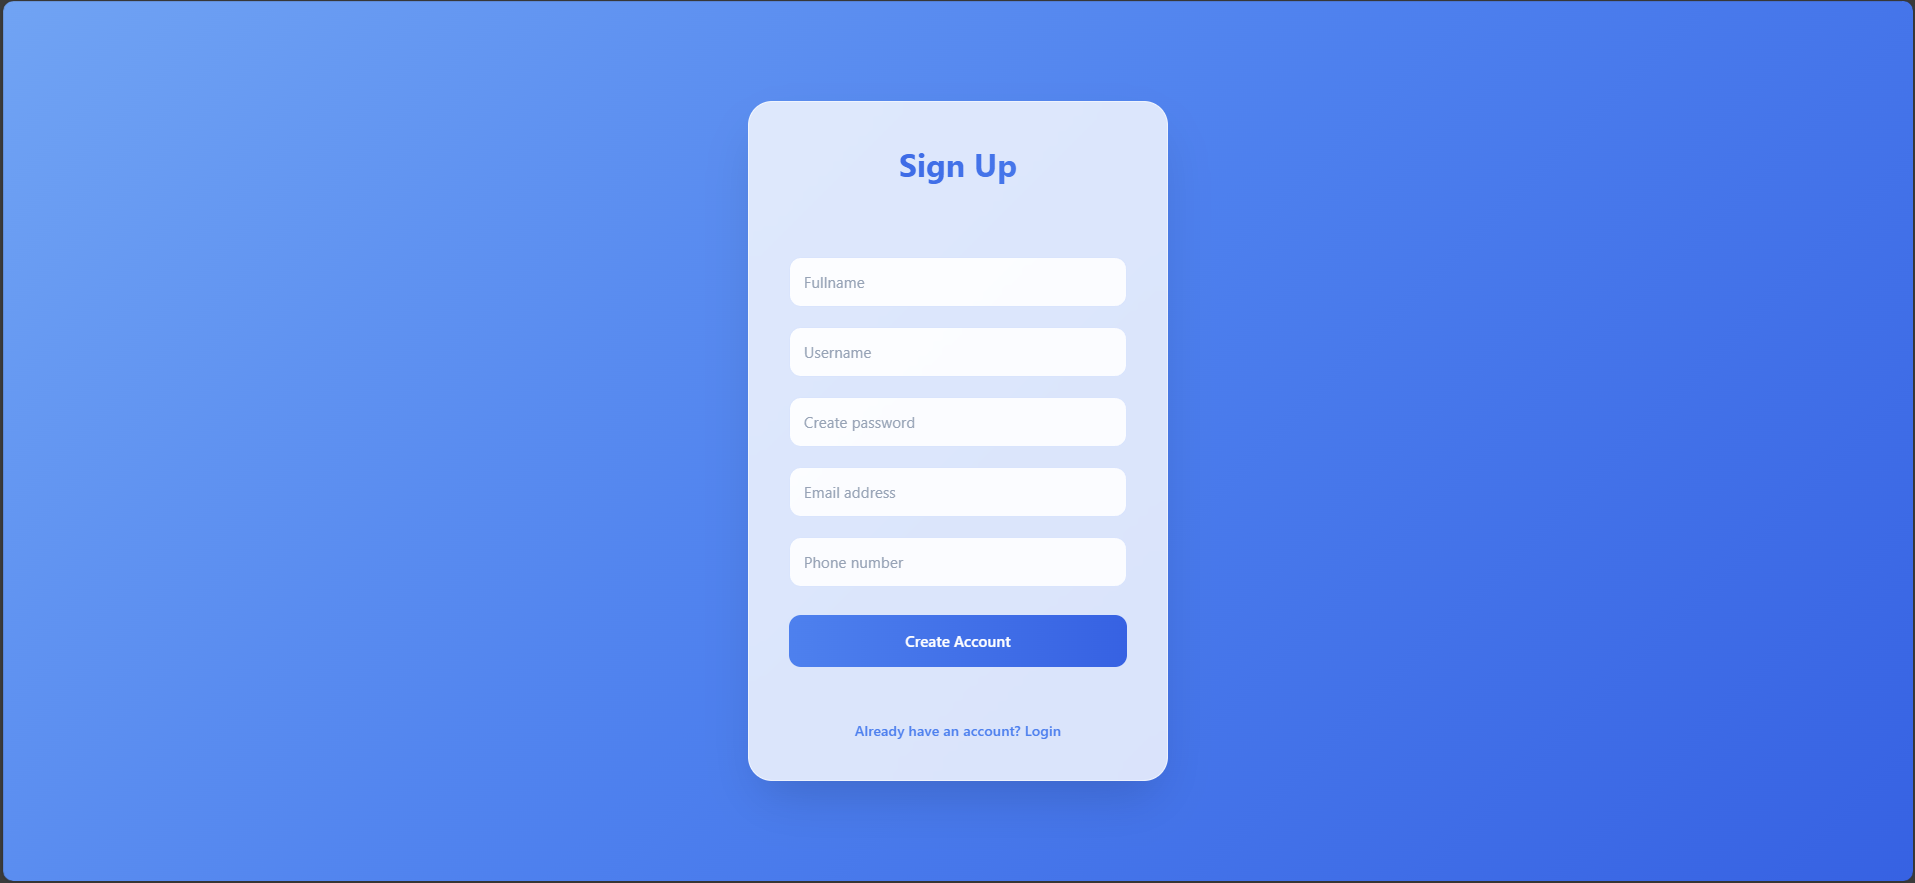 Sign Up
Fullname
Username
Create password
Email address
Phone number
Create Account
Already have an account? Login